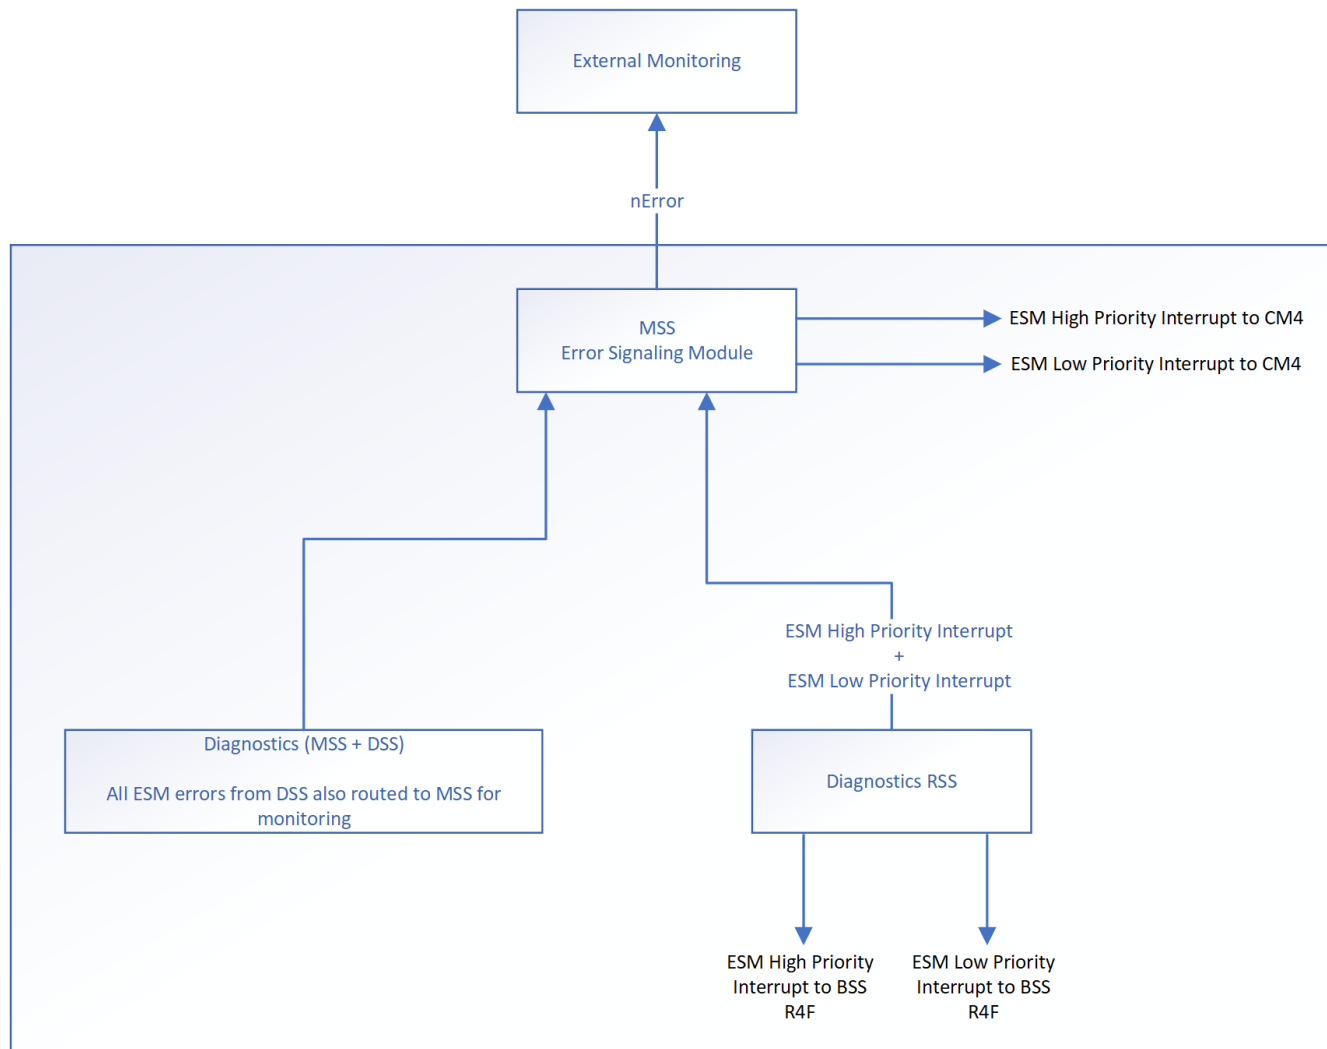 External Monitoring
nError
MSS
Error Signaling Module
ESM High Priority Interrupt to CM4
ESM Low Priority Interrupt to CM4
ESM High Priority Interrupt
+
ESM Low Priority Interrupt
Diagnostics (MSS + DSS)
All ESM errors from DSS also routed to MSS for
monitoring
Diagnostics RSS
ESM High Priority
Interrupt to BSS
R4F
ESM Low Priority
Interrupt to BSS
R4F